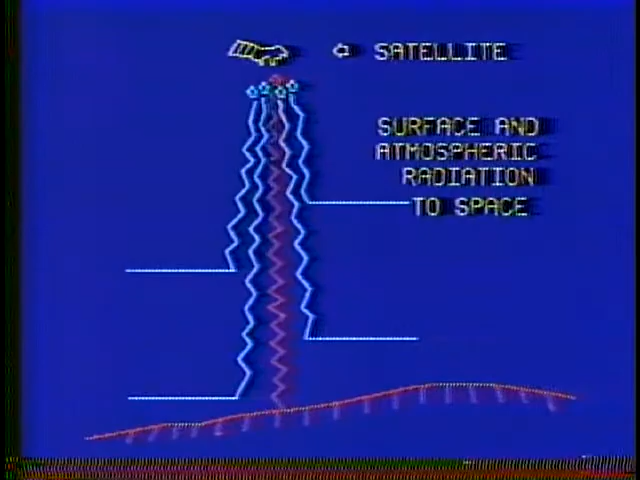 SATELLITE
SURFACE AND
ATMOSPHERIC
RADIATION
TO SPACE